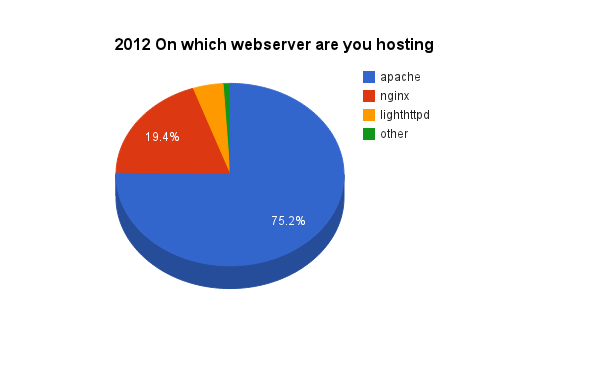 2012 On which webserver are you hosting
apache
nginx
lighthttpd
other
19.4%
75.2%